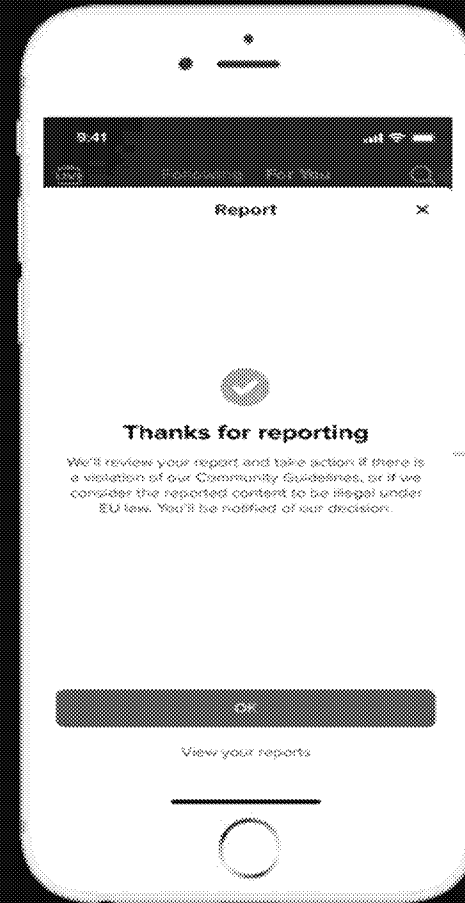 9:41
Following For You
Report
Thanks for reporting
We'll review your report and take action if there is
a violation of our Community Guidelines, or if we
consider the reported content to be illegal under
EU law. You'll be notified of our decision.
OK
View your reports